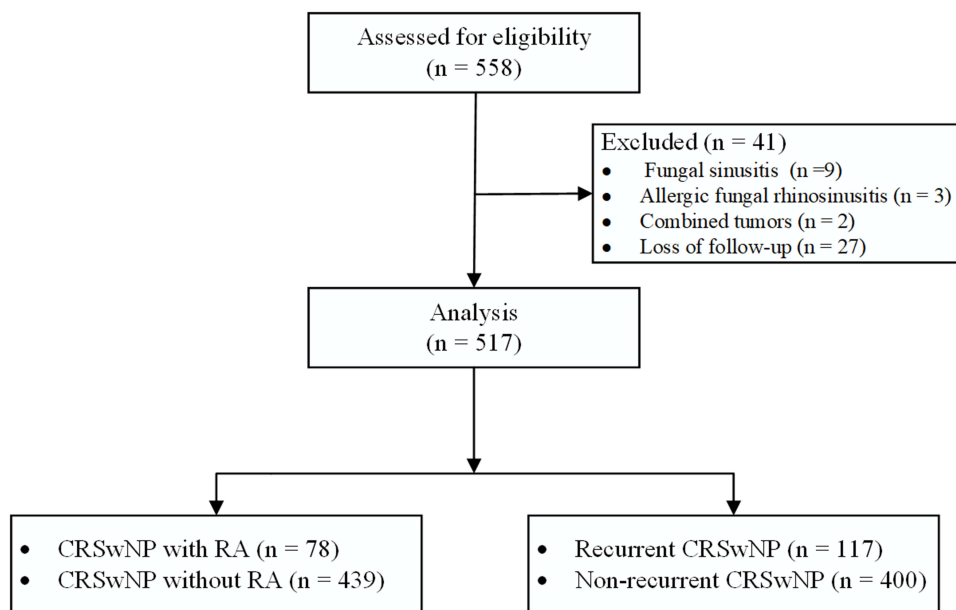 Assessed for eligibility
(n = 558)
Excluded (n = 41)
• Fungal sinusitis (n =9)
• Allergic fungal rhinosinusitis (n = 3)
• Combined tumors (n = 2)
• Loss of follow-up (n = 27)
Analysis
(n = 517)
• CRSwNP with RA (n = 78)
• CRSwNP without RA (n = 439)
• Recurrent CRSwNP (n = 117)
• Non-recurrent CRSwNP (n = 400)